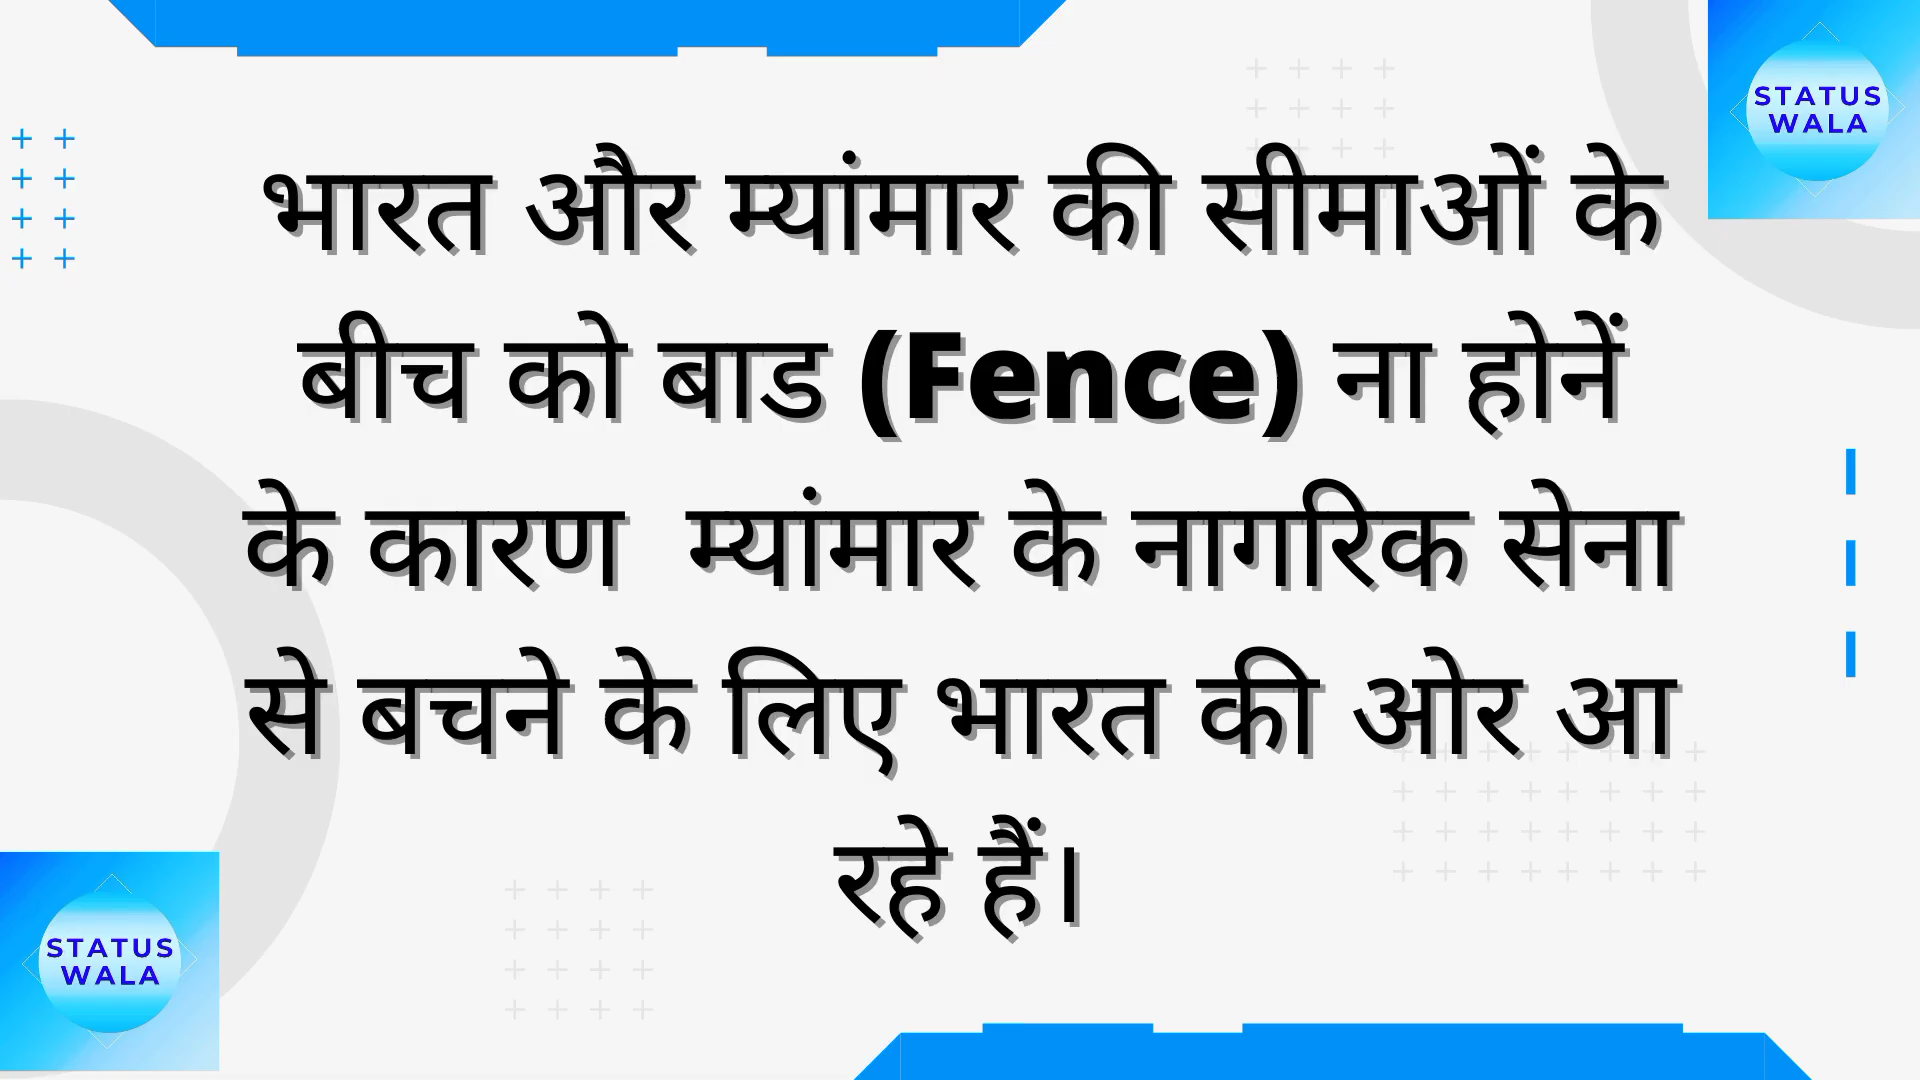 STATUS
WALA
भारत और म्यांमार की सीमाओं के
बीच को बाड (Fence) ना होनें
के कारण म्यांमार के नागरिक सेना
से बचने के लिए भारत की ओर आ
रहे हैं।
STATUS
WALA